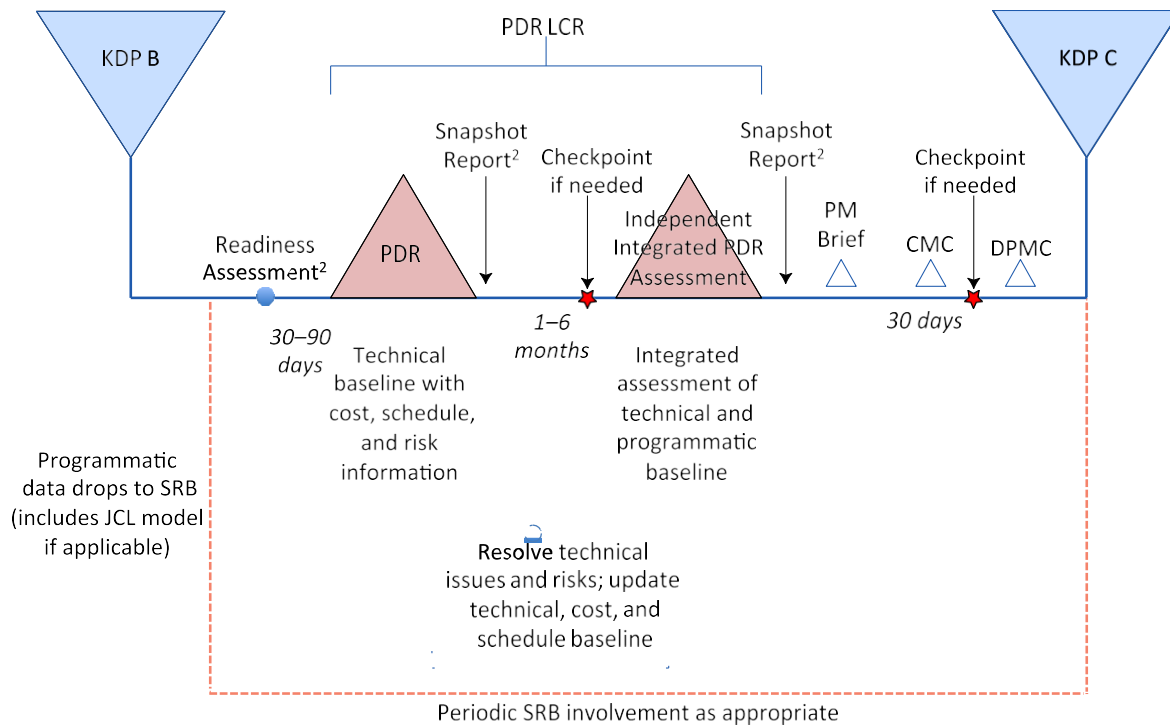 PDR LCR
KDP B
KDP C
Snapshot
Report²
Checkpoint
if needed
Snapshot
Report²
Checkpoint
if needed
Readiness
Assessment²
PDR
Independent
Integrated PDR
Assessment
PM
Brief
CMC
DPMC
30–90
days
1–6
months
30 days
Technical
baseline with
cost, schedule,
and risk
information
Integrated
assessment of
technical and
programmatic
baseline
Programmatic
data drops to SRB
(includes JCL model
if applicable)
Resolve technical
issues and risks; update
technical, cost, and
schedule baseline
Periodic SRB involvement as appropriate